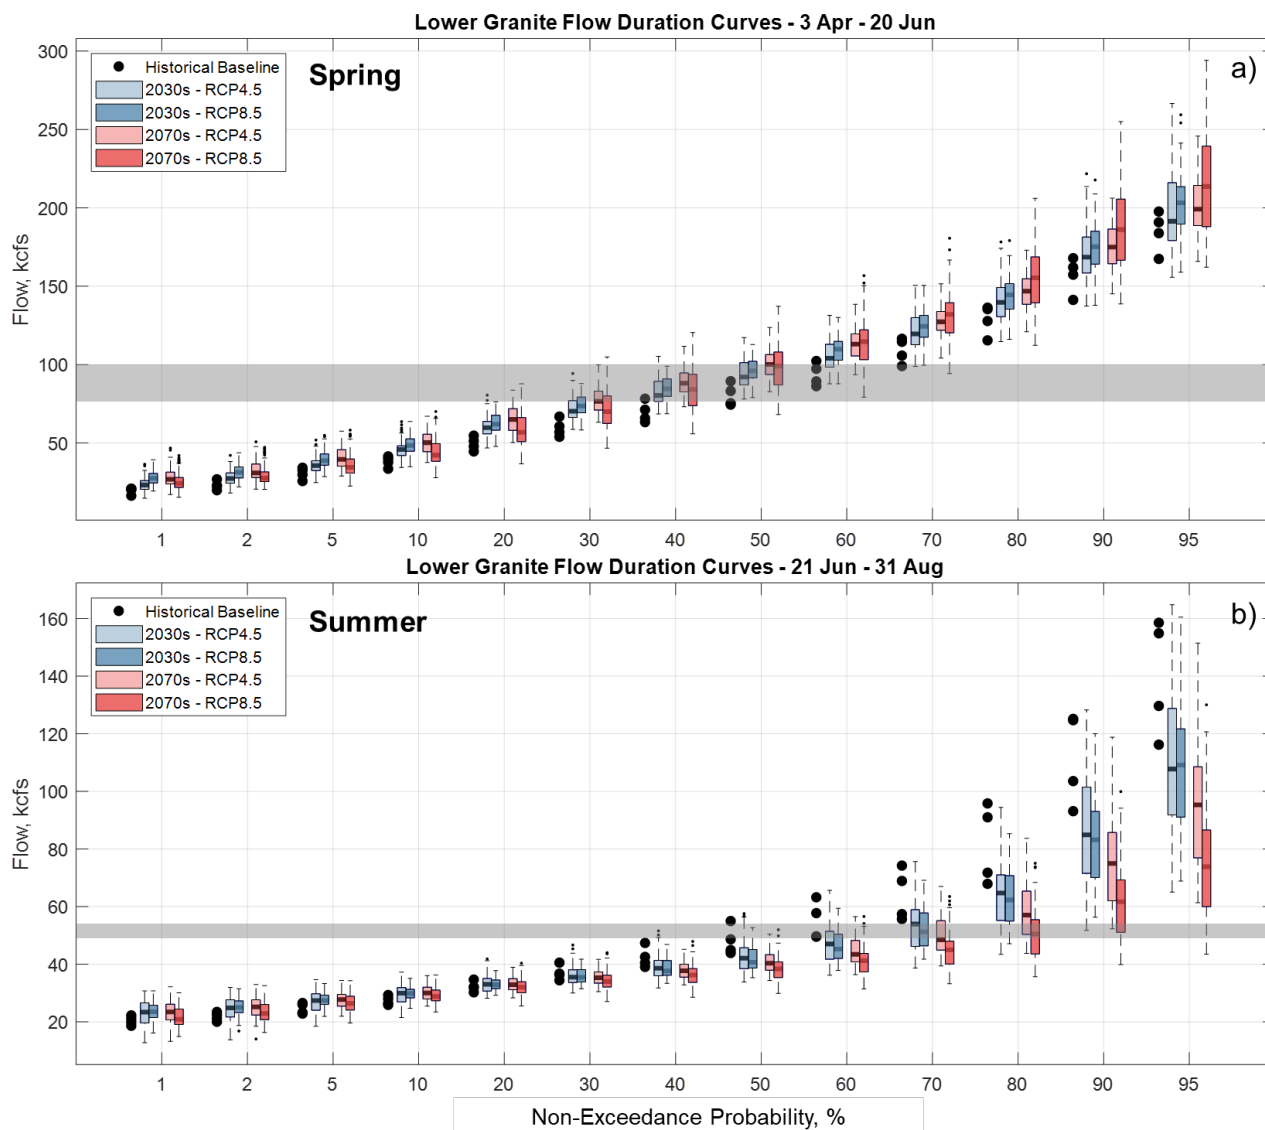 Lower Granite Flow Duration Curves - 3 Apr - 20 Jun
300
250
200
150
100
50
Flow, kcfs
Historical Baseline
2030s - RCP4.5
2030s - RCP8.5
2070s - RCP4.5
2070s - RCP8.5
Spring
a)
1 2 5 10 20 30 40 50 60 70 80 90 95
Lower Granite Flow Duration Curves - 21 Jun - 31 Aug
160
140
120
100
80
60
40
20
Flow, kcfs
Historical Baseline
2030s - RCP4.5
2030s - RCP8.5
2070s - RCP4.5
2070s - RCP8.5
Summer
b)
1 2 5 10 20 30 40 50 60 70 80 90 95
Non-Exceedance Probability, %